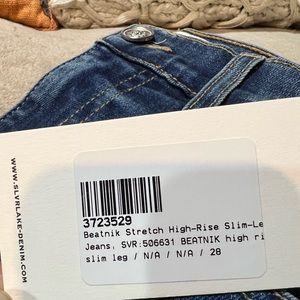 WWW.SLVRLAKE-DENIM.COM
3723529
Beatnik Stretch High-Rise Slim-Le
Jeans, SVR:506631 BEATNIK high ri
slim leg / N/A / N/A / 28